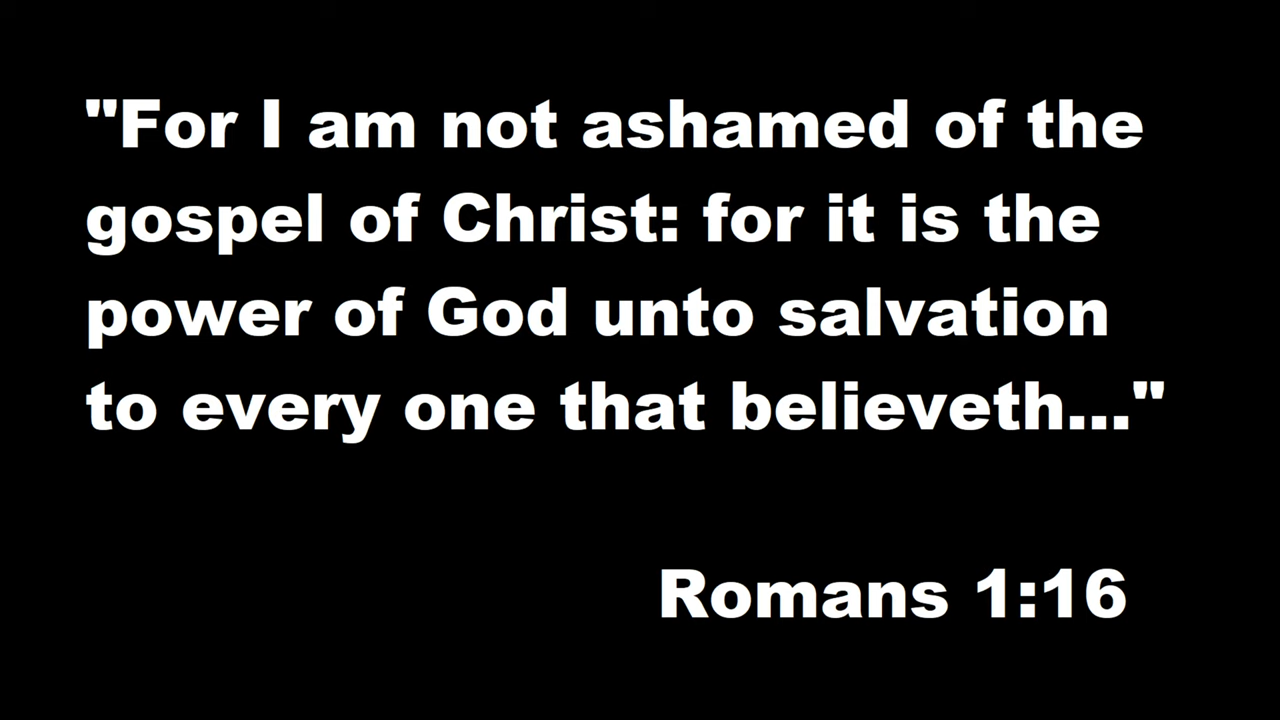 "For I am not ashamed of the
gospel of Christ: for it is the
power of God unto salvation
to every one that believeth..."
Romans 1:16